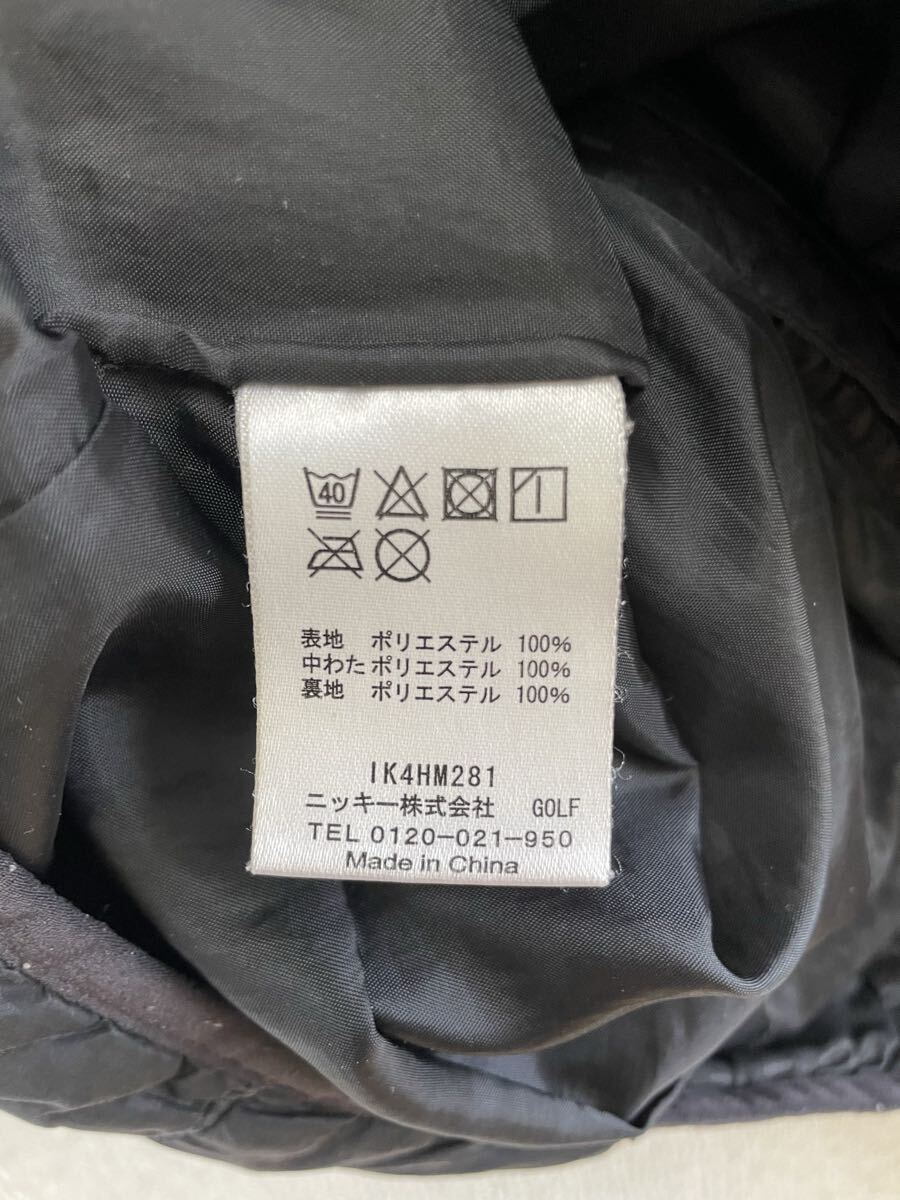 40
表地 ポリエステル 100%
中わた ポリエステル 100%
裏地 ポリエステル 100%
IK4HM281
ニッキー株式会社 GOLF
TEL 0120-021-950
Made in China